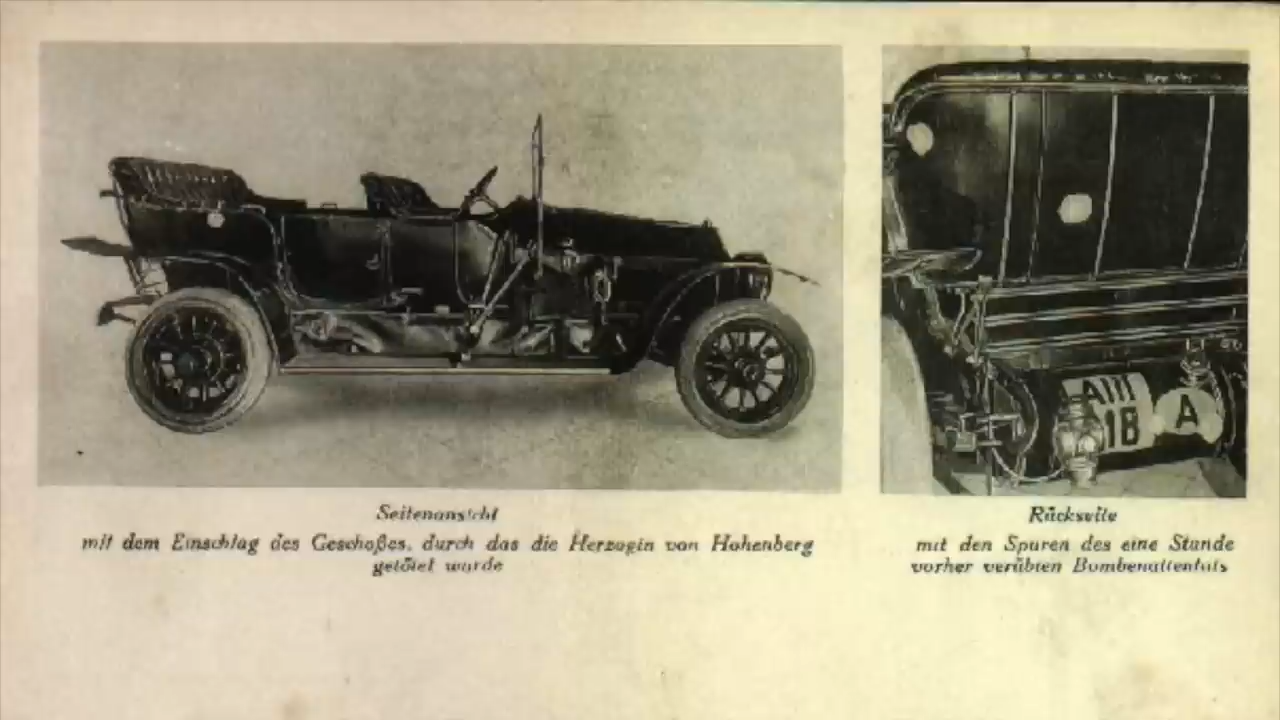 Seitenansicht
mit dem Einschlag des Geschoßes, durch das die Herzogin von Hohenberg
getötet wurde
AIII
118
A
Rückseite
mit den Spuren des eine Stunde
vorher verübten Bombenattentats